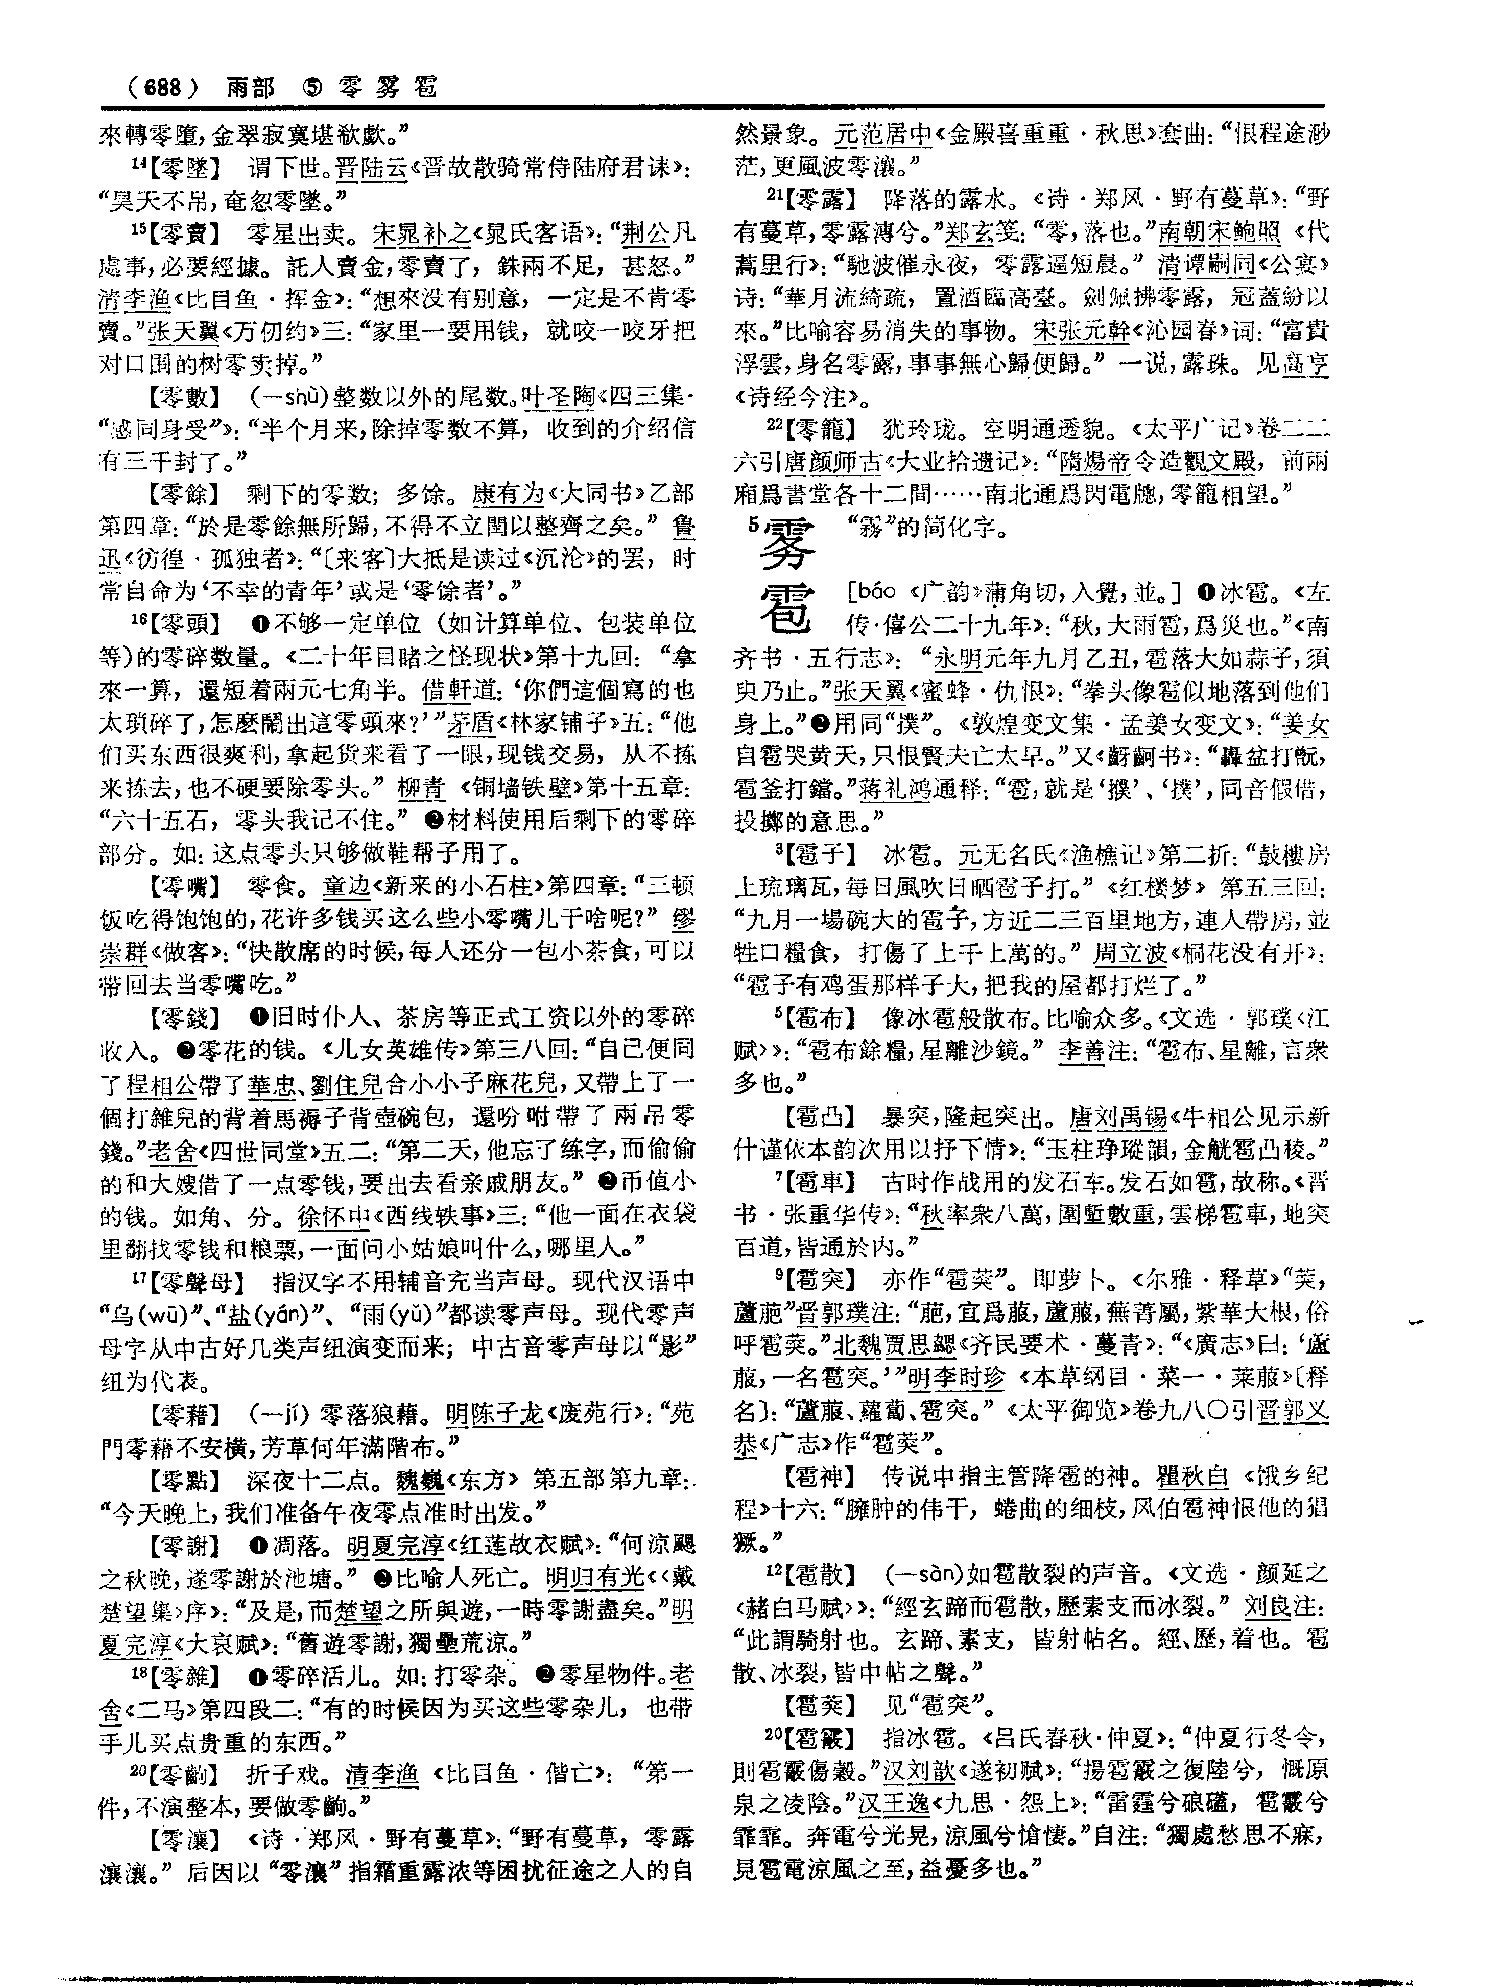 （688） 雨部 ⑤ 零雾雹
來轉零墮，金翠寂寞堪欷歔。”
¹⁴【零墜】 谓下世。晋陆云《晋故散骑常侍陆府君诔》：
“昊天不吊，奄忽零墜。”
¹⁵【零賣】 零星出卖。宋晁补之《晁氏客语》：“荆公凡
處事，必要經據。託人賣金，零賣了，銖兩不足，甚怒。”
清李渔《比目鱼·挥金》：“想來没有别意，一定是不肯零
賣。”张天翼《万仞约》三：“家里一要用钱，就咬一咬牙把
对口围的树零卖掉。”
【零數】 （—shù）整数以外的尾数。叶圣陶《四三集·
“感同身受”》：“半个月来，除掉零数不算，收到的介绍信
有三千封了。”
【零餘】 剩下的零数；多馀。康有为《大同书》乙部
第四章：“於是零餘無所歸，不得不立閏以整齊之矣。”鲁
迅《彷徨·孤独者》：“〔来客〕大抵是读过《沉沦》的罢，时
常自命为‘不幸的青年’或是‘零馀者’。”
¹⁶【零頭】 ❶不够一定单位（如计算单位、包装单位
等）的零碎数量。《二十年目睹之怪现状》第十九回：“拿
來一算，還短着兩元七角半。借軒道：‘你們這個寫的也
太瑣碎了，怎麽鬧出這零頭來？’”茅盾《林家铺子》五：“他
们买东西很爽利，拿起货来看了一眼，现钱交易，从不拣
来拣去，也不硬要除零头。”柳青《铜墙铁壁》第十五章：
“六十五石，零头我记不住。”❷材料使用后剩下的零碎
部分。如：这点零头只够做鞋帮子用了。
【零嘴】 零食。童边《新来的小石柱》第四章：“三顿
饭吃得饱饱的，花许多钱买这么些小零嘴儿干啥呢？”缪
崇群《做客》：“快散席的时候，每人还分一包小茶食，可以
带回去当零嘴吃。”
【零錢】 ❶旧时仆人、茶房等正式工资以外的零碎
收入。❷零花的钱。《儿女英雄传》第三八回：“自己便同
了程相公帶了華忠、劉住兒合小小子麻花兒，又帶上了一
個打雜兒的背着馬褥子背壺碗包，還吩咐帶了兩吊零
錢。”老舍《四世同堂》五二：“第二天，他忘了练字，而偷偷
的和大嫂借了一点零钱，要出去看亲戚朋友。”❷币值小
的钱。如角、分。徐怀中《西线轶事》三：“他一面在衣袋
里翻找零钱和粮票，一面问小姑娘叫什么，哪里人。”
¹⁷【零聲母】 指汉字不用辅音充当声母。现代汉语中
“乌（wū）”、“盐（yán）”、“雨（yǔ）”都读零声母。现代零声
母字从中古好几类声纽演变而来；中古音零声母以“影”
纽为代表。
【零藉】 （—jí）零落狼藉。明陈子龙《废苑行》：“苑
門零藉不安橫，芳草何年滿階布。”
【零點】 深夜十二点。魏巍《东方》第五部第九章：
“今天晚上，我们准备午夜零点准时出发。”
【零謝】 ❶凋落。明夏完淳《红莲故衣赋》：“何涼颸
之秋晚，遂零謝於池塘。”❷比喻人死亡。明归有光《〈戴
楚望集〉序》：“及是，而楚望之所與遊，一時零謝盡矣。”明
夏完淳《大哀赋》：“舊遊零謝，獨壘荒涼。”
¹⁸【零雜】 ❶零碎活儿。如：打零杂。❷零星物件。老
舍《二马》第四段二：“有的时候因为买这些零杂儿，也带
手儿买点贵重的东西。”
²⁰【零齣】 折子戏。清李渔《比目鱼·偕亡》：“第一
件，不演整本，要做零齣。”
【零瀼】 《诗·郑风·野有蔓草》：“野有蔓草，零露
瀼瀼。”后因以“零瀼”指霜重露浓等困扰征途之人的自
然景象。元范居中《金殿喜重重·秋思》套曲：“恨程途渺
茫，更風波零瀼。”
²¹【零露】 降落的露水。《诗·郑风·野有蔓草》：“野
有蔓草，零露漙兮。”郑玄笺：“零，落也。”南朝宋鲍照《代
蒿里行》：“馳波催永夜，零露逼短晨。”清谭嗣同《公宴》
诗：“華月流綺疏，置酒臨高臺。劍佩拂零露，冠蓋紛以
來。”比喻容易消失的事物。宋张元幹《沁园春》词：“富貴
浮雲，身名零露，事事無心歸便歸。”一说，露珠。见高亨
《诗经今注》。
²²【零籠】 犹玲珑。空明通透貌。《太平广记》卷二二
六引唐颜师古《大业拾遗记》：“隋煬帝令造觀文殿，前兩
廂爲書堂各十二間……南北通爲閃電牕，零籠相望。”
⁵雾 “霧”的简化字。
雹 [báo 《广韵》蒲角切，入覺，並。]❶冰雹。《左
传·僖公二十九年》：“秋，大雨雹，爲災也。”《南
齐书·五行志》：“永明元年九月乙丑，雹落大如蒜子，須
臾乃止。”张天翼《蜜蜂·仇恨》：“拳头像雹似地落到他们
身上。”❷用同“撲”。《敦煌变文集·孟姜女变文》：“姜女
自雹哭黄天，只恨賢夫亡太早。”又《齖䶗书》：“轟盆打甑，
雹釜打鐺。”蒋礼鸿通释：“雹，就是‘㩧’、‘撲’，同音假借，
投擲的意思。”
³【雹子】 冰雹。元无名氏《渔樵记》第二折：“鼓樓房
上琉璃瓦，每日風吹日晒雹子打。”《红楼梦》第五三回：
“九月一場碗大的雹子，方近二三百里地方，連人帶房，並
牲口糧食，打傷了上千上萬的。”周立波《桐花没有开》：
“雹子有鸡蛋那样子大，把我的屋都打烂了。”
⁵【雹布】 像冰雹般散布。比喻众多。《文选·郭璞〈江
赋〉》：“雹布餘糧，星離沙鏡。”李善注：“雹布、星離，言衆
多也。”
【雹凸】 暴突，隆起突出。唐刘禹锡《牛相公见示新
什谨依本韵次用以抒下情》：“玉柱琤瑽韻，金觥雹凸稜。”
⁷【雹車】 古时作战用的发石车。发石如雹，故称。《晋
书·张重华传》：“秋率衆八萬，圍塹數重，雲梯雹車，地突
百道，皆通於内。”
⁹【雹突】 亦作“雹葖”。即萝卜。《尔雅·释草》“葖，
蘆萉”晋郭璞注：“萉，宜爲菔，蘆菔，蕪菁屬，紫華大根，俗
呼雹葖。”北魏贾思勰《齐民要术·蔓菁》：“《廣志》曰：‘蘆
菔，一名雹突。’”明李时珍《本草纲目·菜一·莱菔》〔释
名〕：“蘆菔、蘿蔔、雹突。”《太平御览》卷九八〇引晋郭义
恭《广志》作“雹葖”。
【雹神】 传说中指主管降雹的神。瞿秋白《饿乡纪
程》十六：“臃肿的伟干，蜷曲的细枝，风伯雹神恨他的猖
獗。”
¹²【雹散】 （—sàn）如雹散裂的声音。《文选·颜延之
〈赭白马赋〉》：“經玄蹄而雹散，歷素支而冰裂。”刘良注：
“此謂騎射也。玄蹄、素支，皆射帖名。經、歷，着也。雹
散、冰裂，皆中帖之聲。”
【雹葖】 见“雹突”。
²⁰【雹霰】 指冰雹。《吕氏春秋·仲夏》：“仲夏行冬令，
則雹霰傷穀。”汉刘歆《遂初赋》：“揚雹霰之復陸兮，慨原
泉之凌陰。”汉王逸《九思·怨上》：“雷霆兮硠磕，雹霰兮
霏霏。奔電兮光晃，涼風兮愴悽。”自注：“獨處愁思不寐，
見雹電涼風之至，益憂多也。”